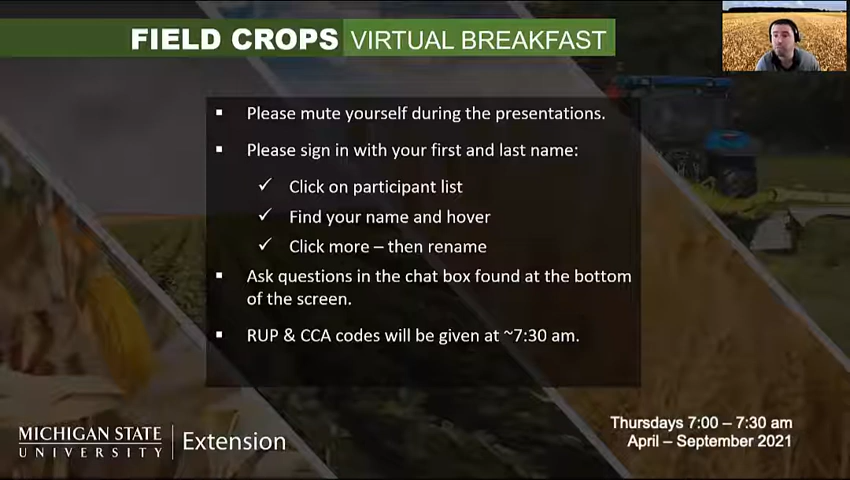 FIELD CROPS VIRTUAL BREAKFAST
▪ Please mute yourself during the presentations.
▪ Please sign in with your first and last name:
✓ Click on participant list
✓ Find your name and hover
✓ Click more – then rename
▪ Ask questions in the chat box found at the bottom
of the screen.
▪ RUP & CCA codes will be given at ~7:30 am.
Thursdays 7:00 – 7:30 am
April – September 2021
MICHIGAN STATE
UNIVERSITY
Extension